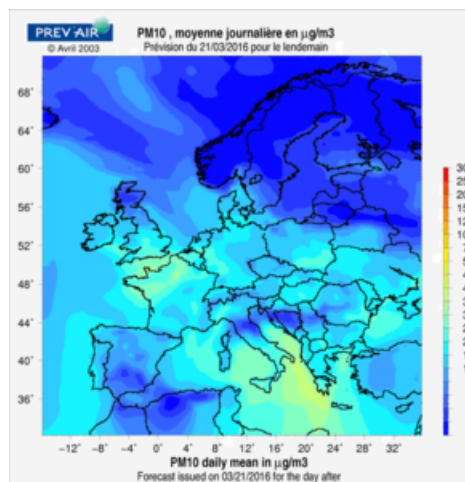 PREV'AIR
© Avril 2003
PM10 , moyenne journalière en µg/m3
Prévision du 21/03/2016 pour le lendemain
68°
64°
60°
56°
52°
48°
44°
40°
36°
−12° −8° −4° 0° 4° 8° 12° 16° 20° 24° 28° 32°
PM10 daily mean in µg/m3
Forecast issued on 03/21/2016 for the day after